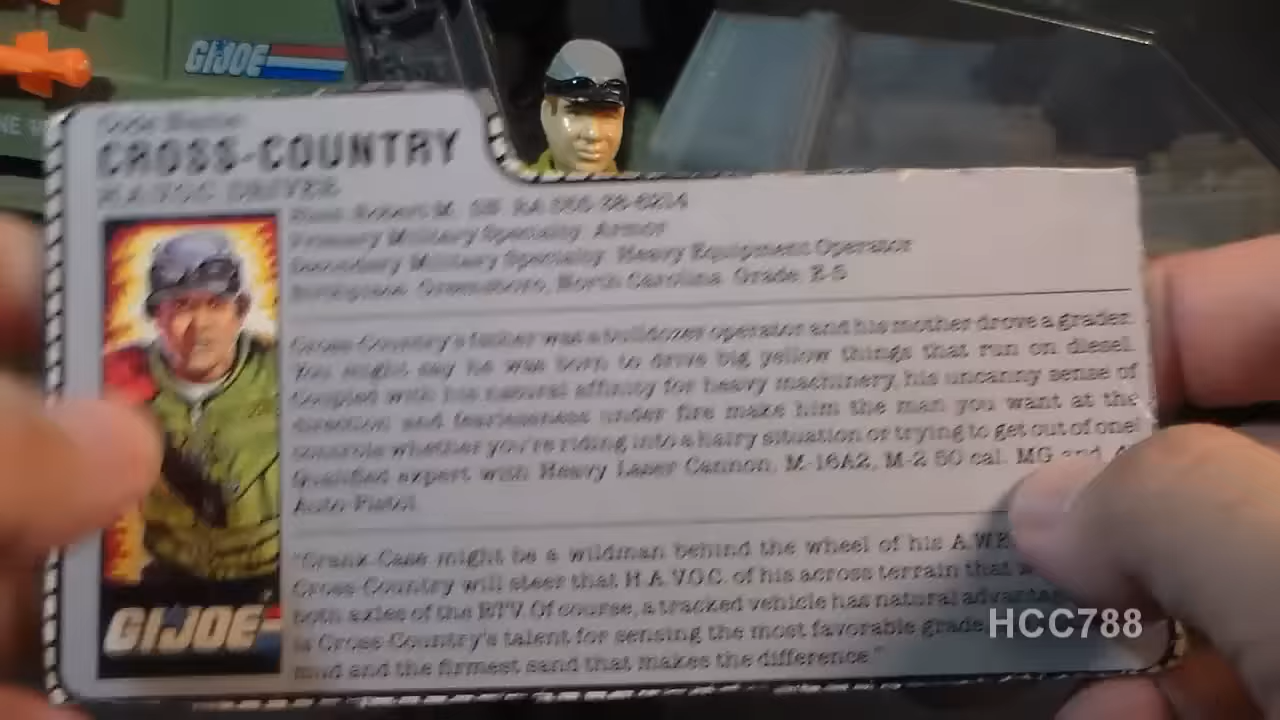 GI JOE
Code Name:
CROSS-COUNTRY
H.A.V.O.C. DRIVER
Robert M. RA
Primary Military Specialty: Armor
Secondary Military Specialty: Heavy Equipment Operator
Birthplace: Greensboro, North Carolina Grade: E-5
Cross-Country's father was a bulldozer operator and his mother drove a grader.
You might say he was born to drive big yellow things that run on diesel.
Coupled with his natural affinity for heavy machinery, his uncanny sense of
direction and fearlessness under fire make him the man you want at the
controls whether you're riding into a hairy situation or trying to get out of one!
Qualified expert with Heavy Laser Cannon, M-16A2, M-2 50 cal. MG and
Auto-Pistol.
"Crank-Case might be a wildman behind the wheel of his A.W.E.
Cross-Country will steer that H.A.V.O.C. of his across terrain that
both axles of the Of course, a tracked vehicle has natural
is Cross-Country's talent for sensing the most favorable grade
mud and the firmest sand that makes the difference."
GI JOE
HCC788